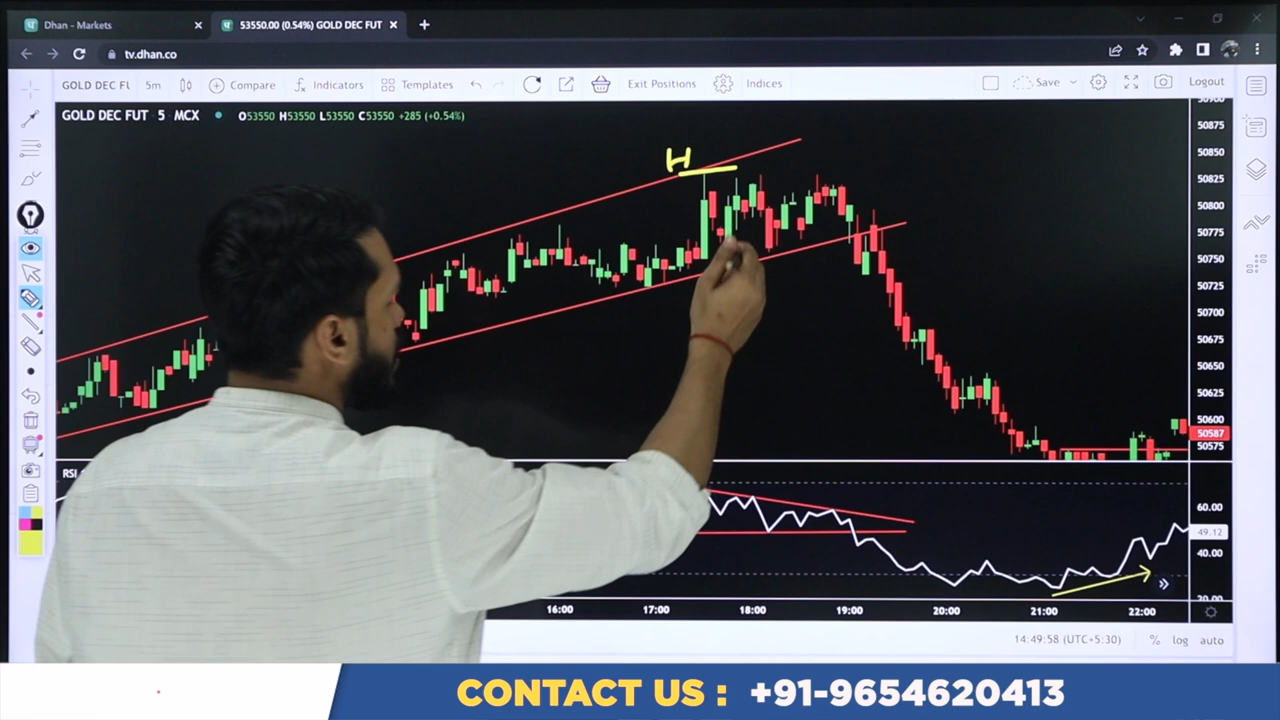 Dhan - Markets
53550.00 (0.54%) GOLD DEC FUT
tv.dhan.co
GOLD DEC FU 5m Compare Indicators Templates Exit Positions Indices Save Logout
GOLD DEC FUT · 5 · MCX O53550 H53550 L53550 C53550 +285 (+0.54%)
H
50900
50875
50850
50825
50800
50775
50750
50725
50700
50675
50650
50625
50600
50587
50575
RSI
60.00
49.12
40.00
20.00
16:00 17:00 18:00 19:00 20:00 21:00 22:00
14:49:58 (UTC+5:30) % log auto
CONTACT US : +91-9654620413